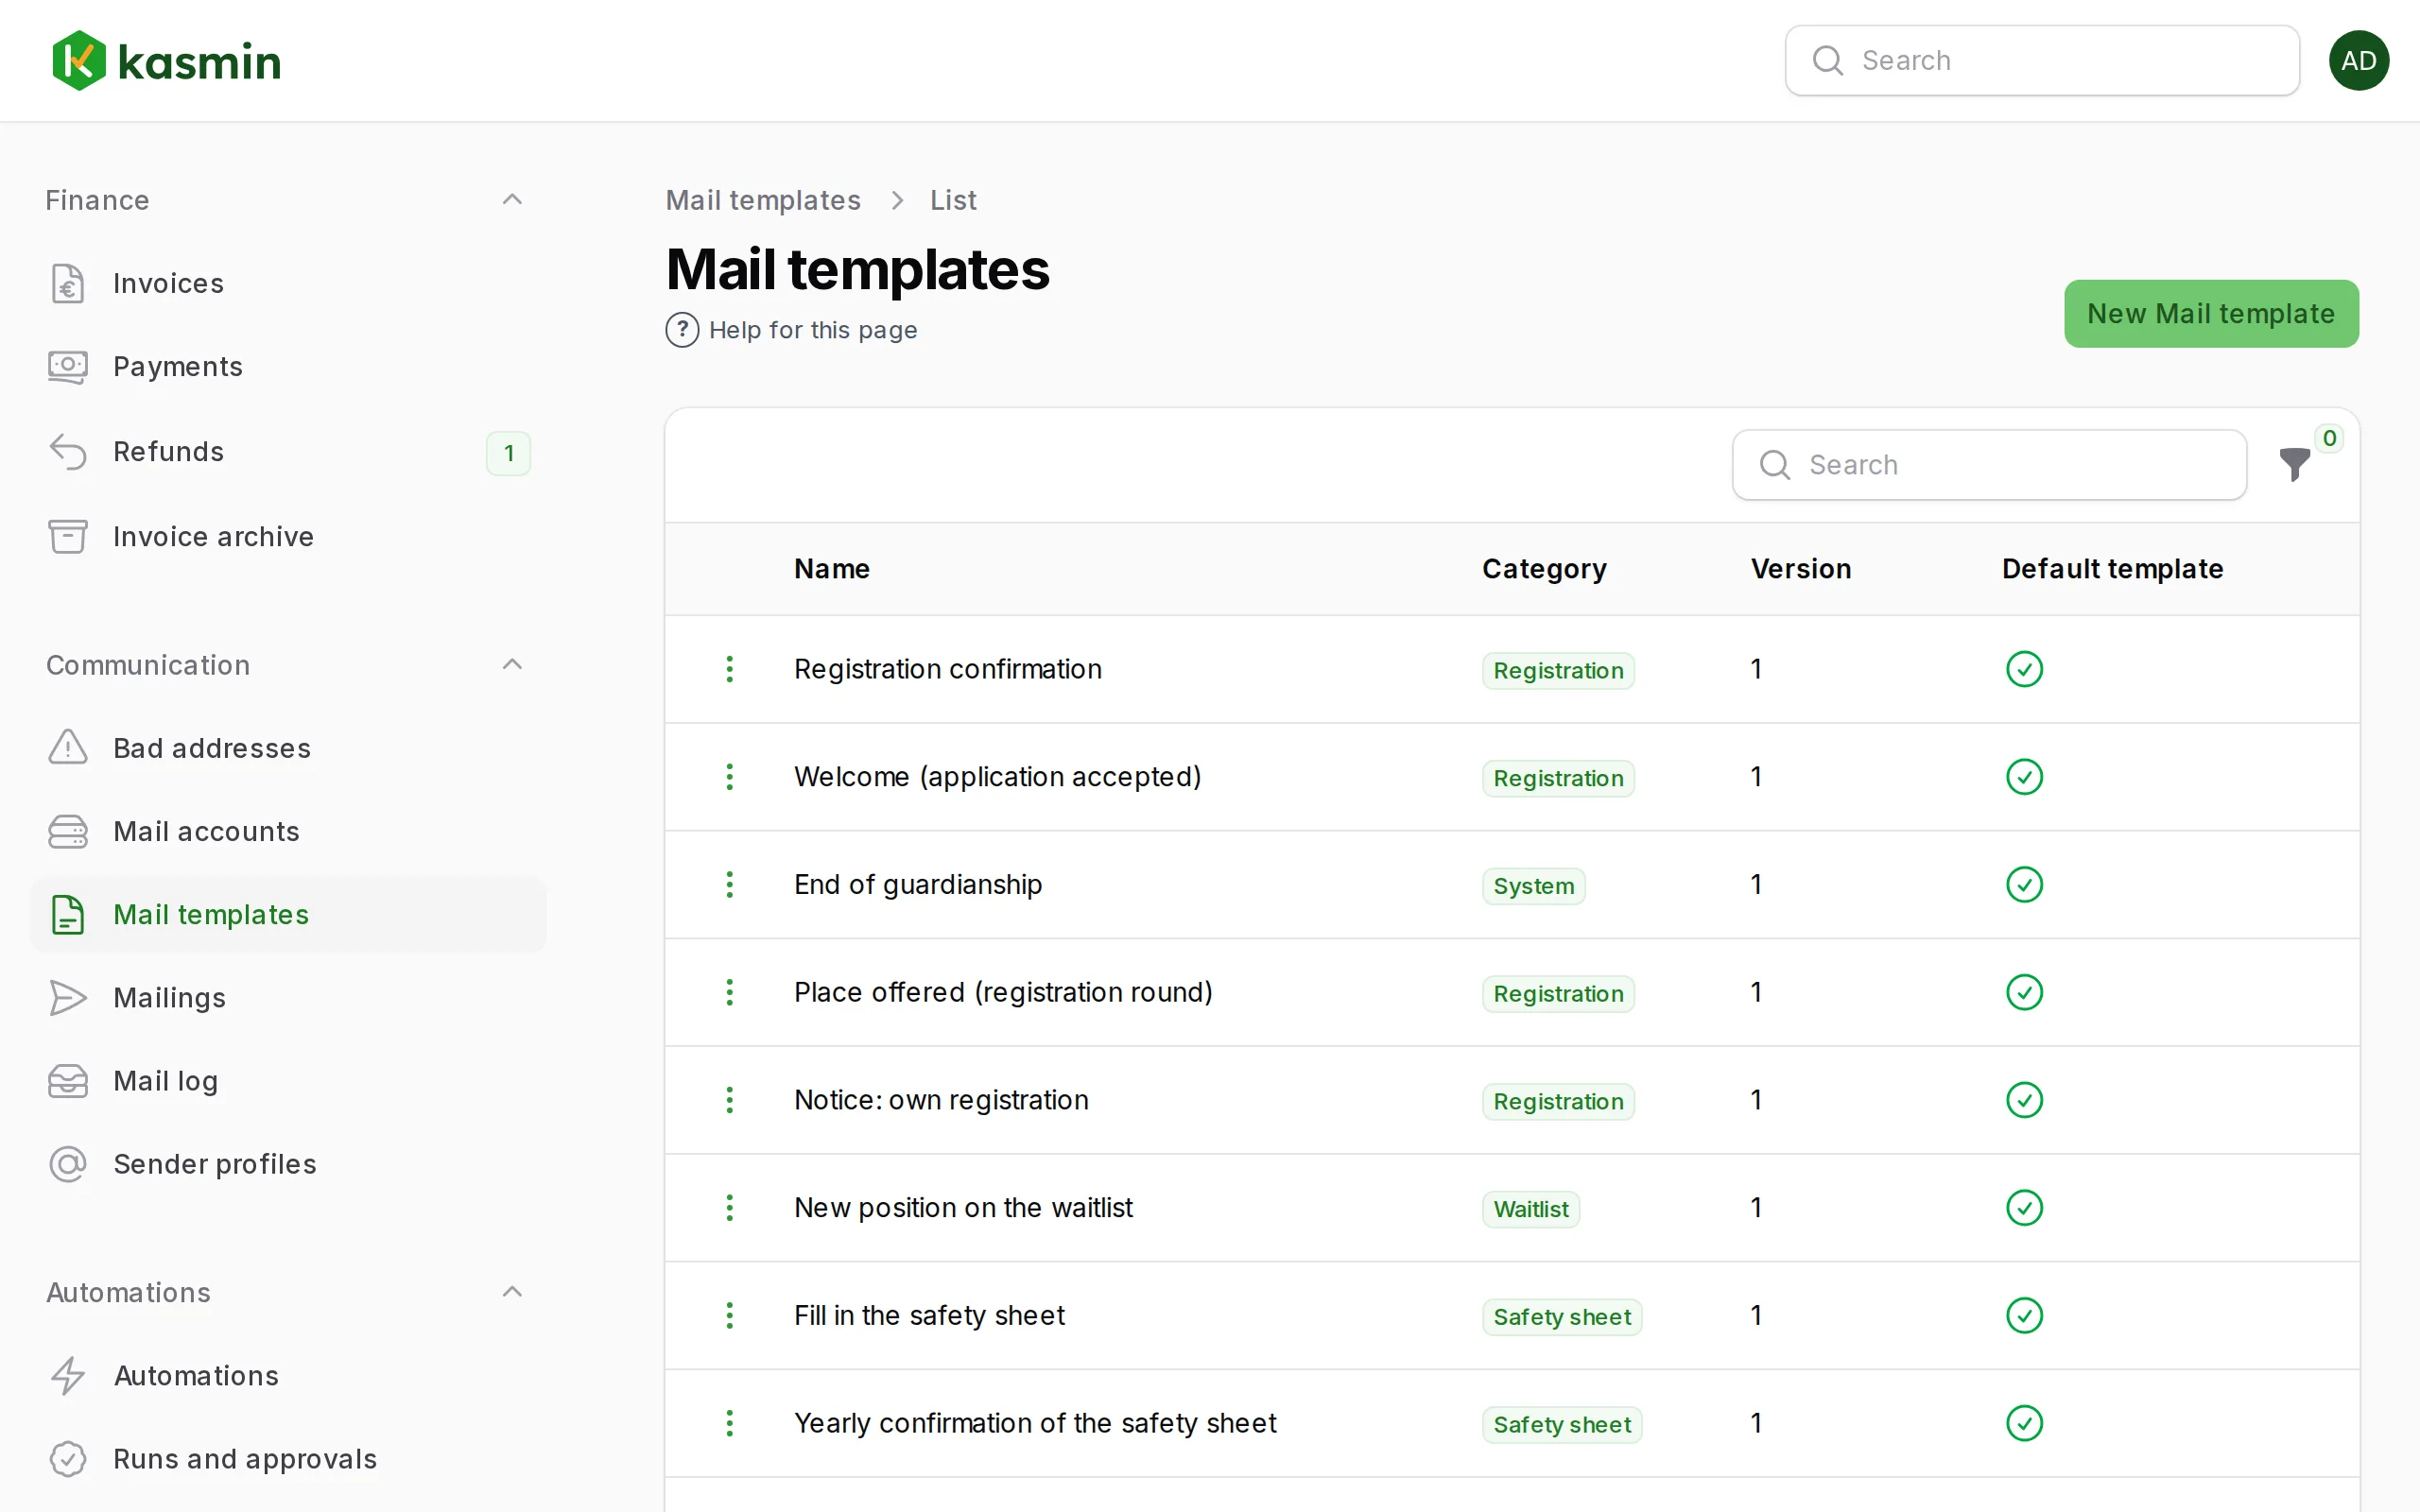 kasmin
Search
AD
Finance
Invoices
Payments
Refunds
1
Invoice archive
Communication
Bad addresses
Mail accounts
Mail templates
Mailings
Mail log
Sender profiles
Automations
Automations
Runs and approvals
Mail templates > List
Mail templates
? Help for this page
New Mail template
Search
0
Name Category Version Default template
Registration confirmation Registration 1
Welcome (application accepted) Registration 1
End of guardianship System 1
Place offered (registration round) Registration 1
Notice: own registration Registration 1
New position on the waitlist Waitlist 1
Fill in the safety sheet Safety sheet 1
Yearly confirmation of the safety sheet Safety sheet 1